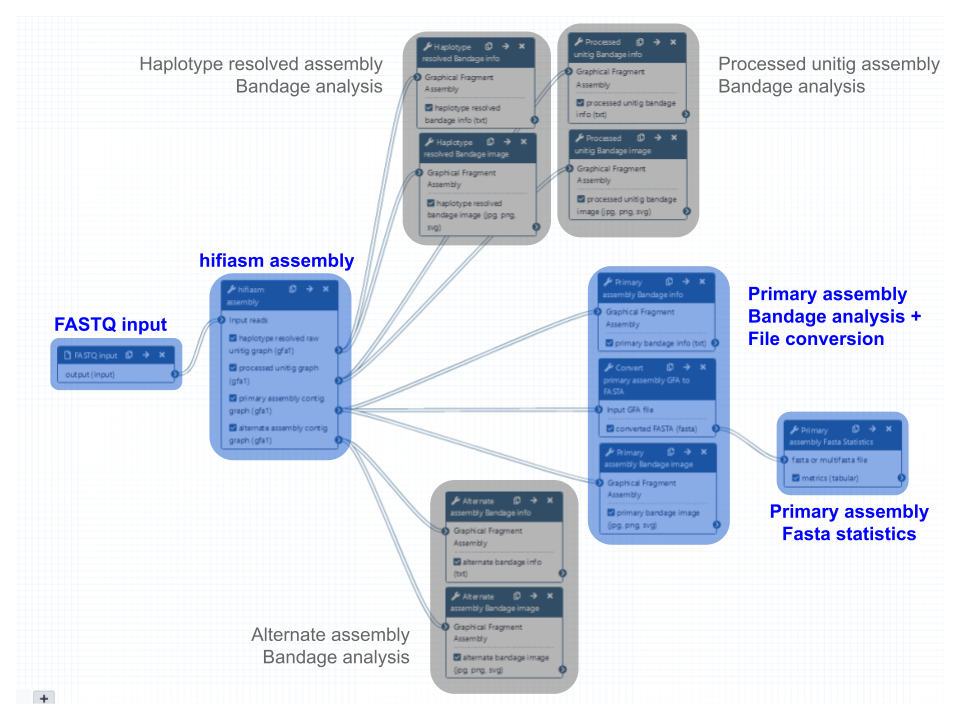 Haplotype resolved assembly
Bandage analysis
Haplotype
resolved Bandage info
Graphical Fragment
Assembly
haplotype resolved
bandage info (txt)
Haplotype
resolved Bandage image
Graphical Fragment
Assembly
haplotype resolved
bandage image (jpg, png,
svg)
Processed
unitig Bandage info
Graphical Fragment
Assembly
processed unitig bandage
info (txt)
Processed
unitig Bandage image
Graphical Fragment
Assembly
processed unitig bandage
image (jpg, png, svg)
Processed unitig assembly
Bandage analysis
FASTQ input
FASTQ input
output (input)
hifiasm assembly
hifiasm
assembly
Input reads
haplotype resolved raw
unitig graph (gfa1)
processed unitig graph
(gfa1)
primary assembly contig
graph (gfa1)
alternate assembly contig
graph (gfa1)
Primary
assembly Bandage info
Graphical Fragment
Assembly
primary bandage info (txt)
Convert
primary assembly GFA to
FASTA
Input GFA file
converted FASTA (fasta)
Primary
assembly Bandage image
Graphical Fragment
Assembly
primary bandage image
(jpg, png, svg)
Primary assembly
Bandage analysis +
File conversion
Primary
assembly Fasta Statistics
fasta or multifasta file
metrics (tabular)
Primary assembly
Fasta statistics
Alternate
assembly Bandage info
Graphical Fragment
Assembly
alternate bandage info
(txt)
Alternate
assembly Bandage image
Graphical Fragment
Assembly
alternate bandage image
(jpg, png, svg)
Alternate assembly
Bandage analysis
+